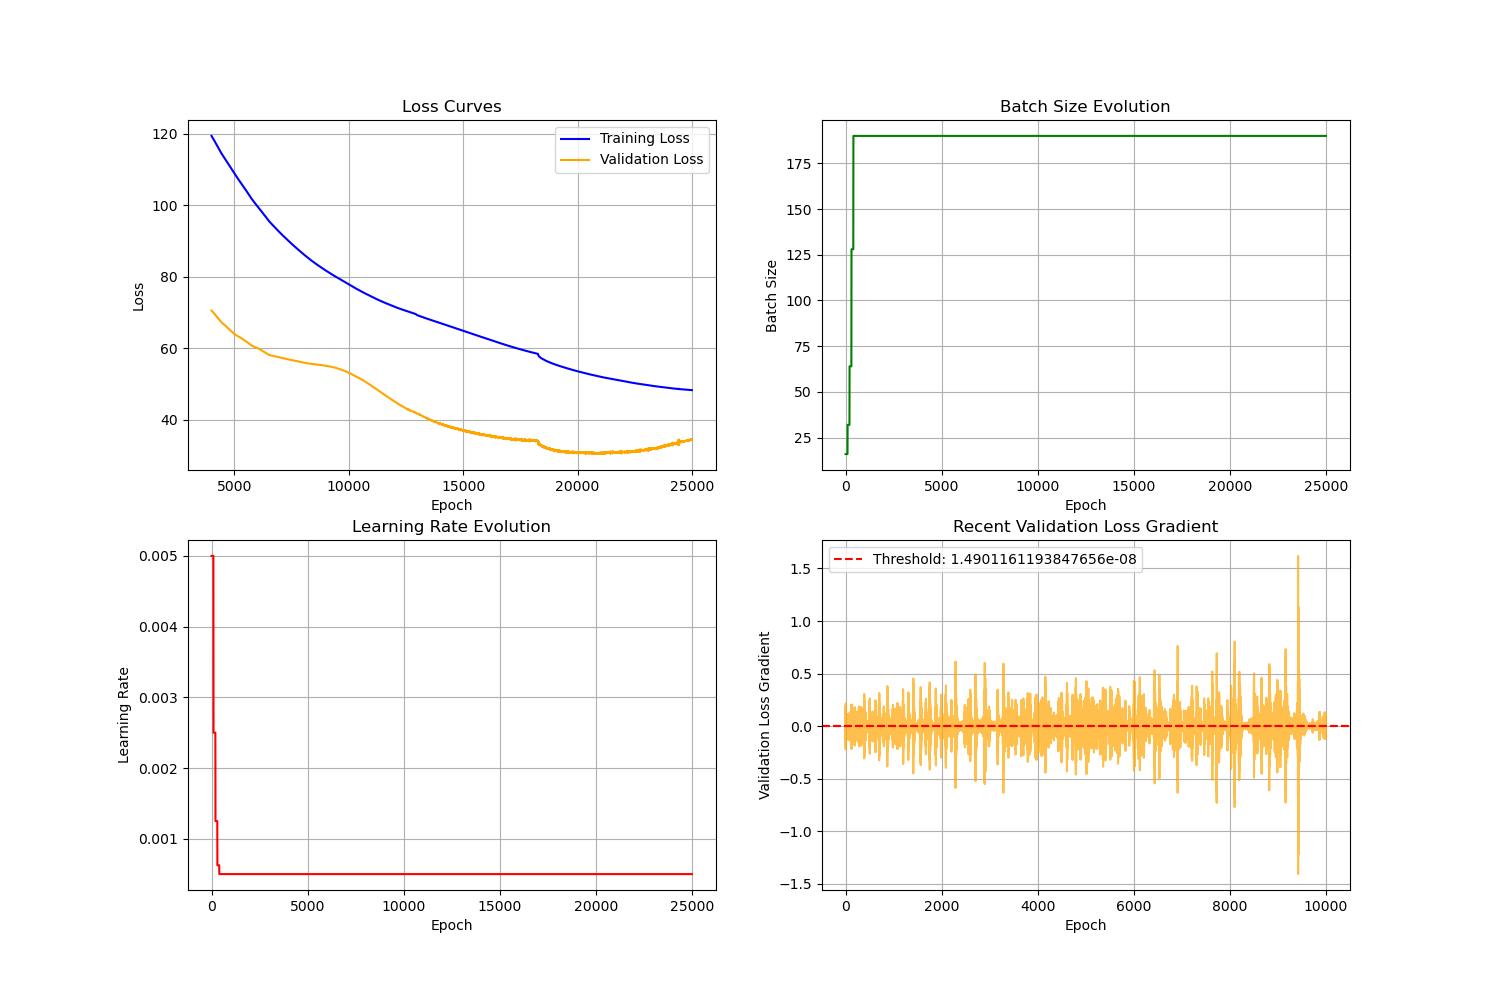 Loss Curves
120
100
80
60
40
Loss
Training Loss
Validation Loss
5000 10000 15000 20000 25000
Epoch
Batch Size Evolution
175
150
125
100
75
50
25
Batch Size
0 5000 10000 15000 20000 25000
Epoch
Learning Rate Evolution
0.005
0.004
0.003
0.002
0.001
Learning Rate
0 5000 10000 15000 20000 25000
Epoch
Recent Validation Loss Gradient
Threshold: 1.4901161193847656e-08
1.5
1.0
0.5
0.0
−0.5
−1.0
−1.5
Validation Loss Gradient
0 2000 4000 6000 8000 10000
Epoch